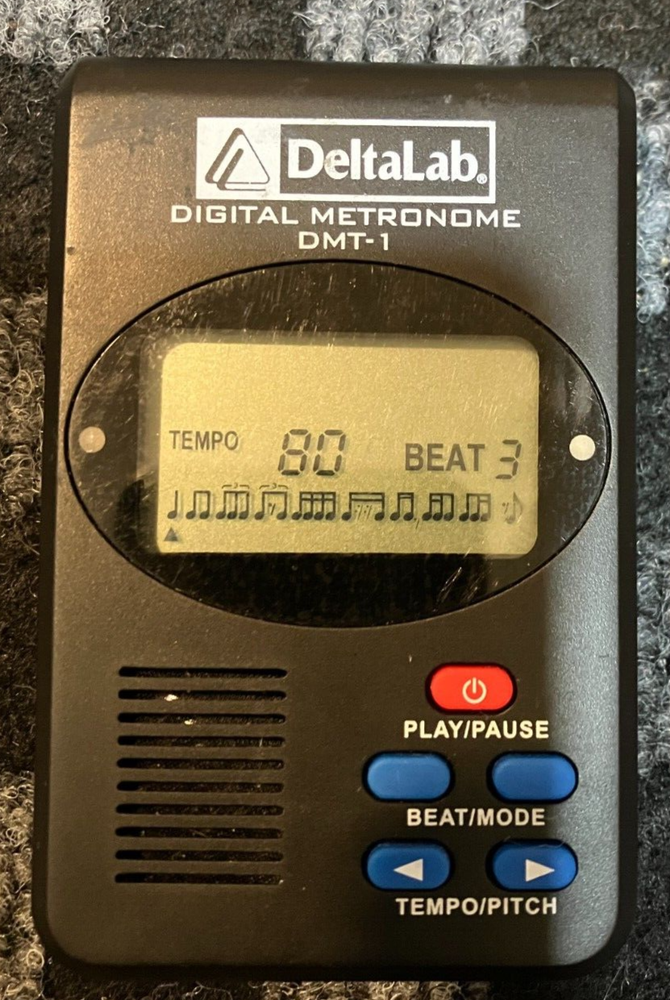 DeltaLab®
DIGITAL METRONOME
DMT-1
TEMPO 80 BEAT 3
PLAY/PAUSE
BEAT/MODE
TEMPO/PITCH